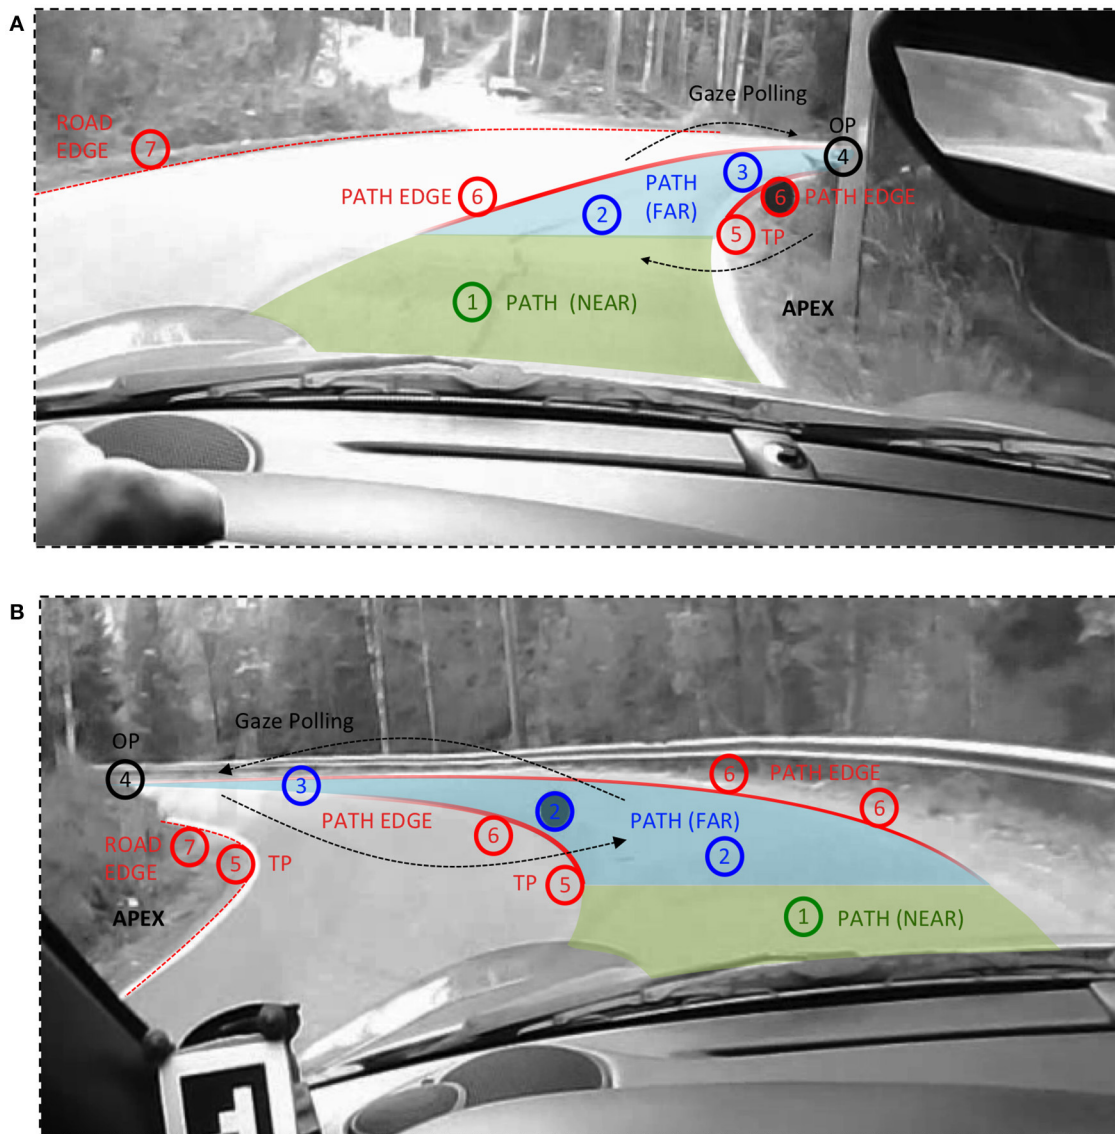 A
Gaze Polling
ROAD
EDGE
7
OP
4
3
PATH EDGE
6
PATH
(FAR)
2
6
PATH EDGE
5
TP
1
PATH (NEAR)
APEX
B
Gaze Polling
OP
4
3
6
PATH EDGE
6
2
PATH EDGE
6
PATH (FAR)
ROAD
EDGE
7
5
TP
2
TP
5
APEX
1
PATH (NEAR)